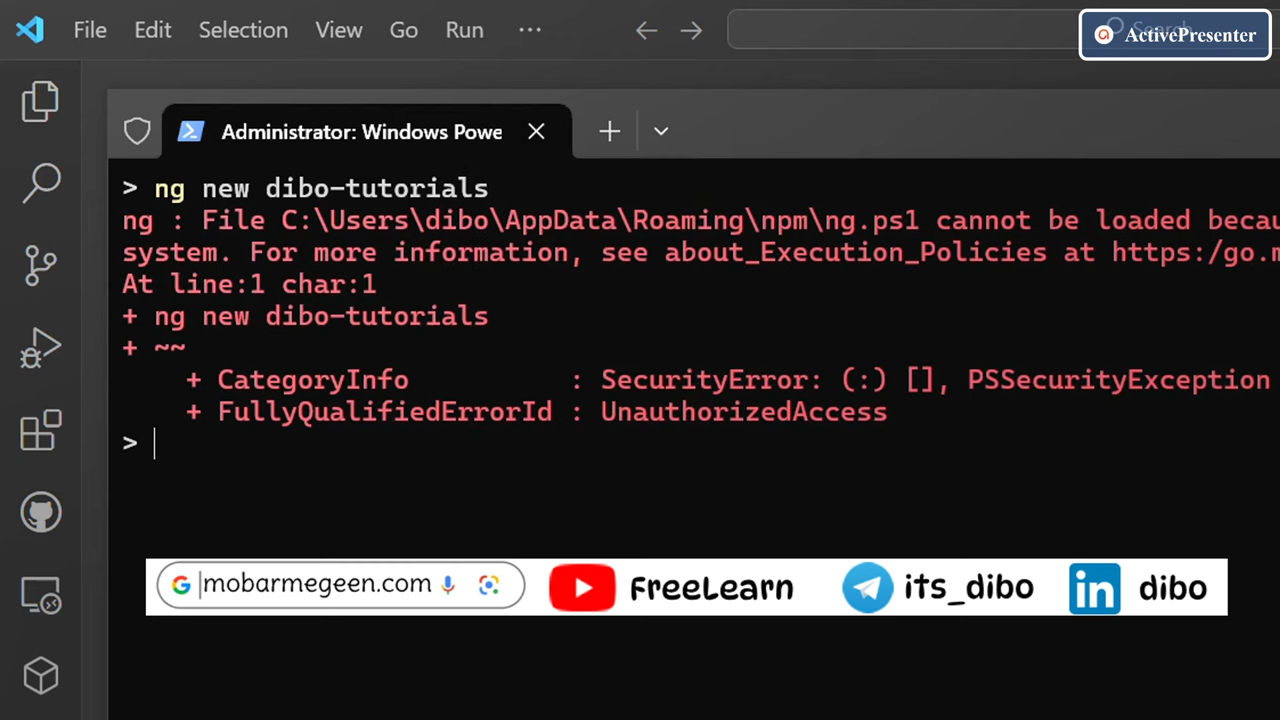 File Edit Selection View Go Run ···
Search
ActivePresenter
Administrator: Windows Powe
> ng new dibo-tutorials
ng : File C:\Users\dibo\AppData\Roaming\npm\ng.ps1 cannot be loaded becau
system. For more information, see about_Execution_Policies at https:/go.m
At line:1 char:1
+ ng new dibo-tutorials
+ ~~
+ CategoryInfo : SecurityError: (:) [], PSSecurityException
+ FullyQualifiedErrorId : UnauthorizedAccess
>
mobarmegeen.com FreeLearn its_dibo in dibo